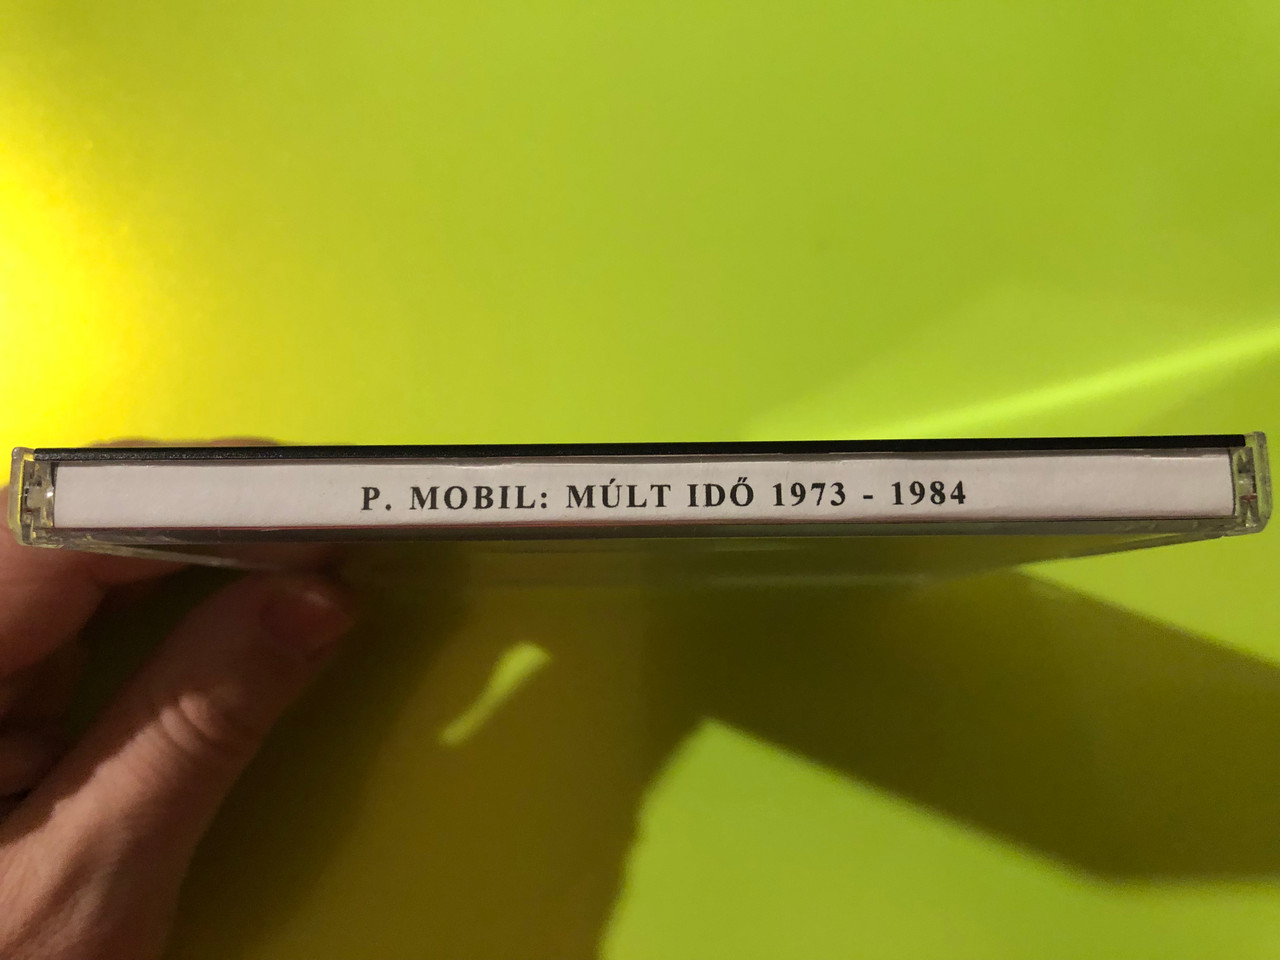 P. MOBIL: MÚLT IDŐ 1973 - 1984